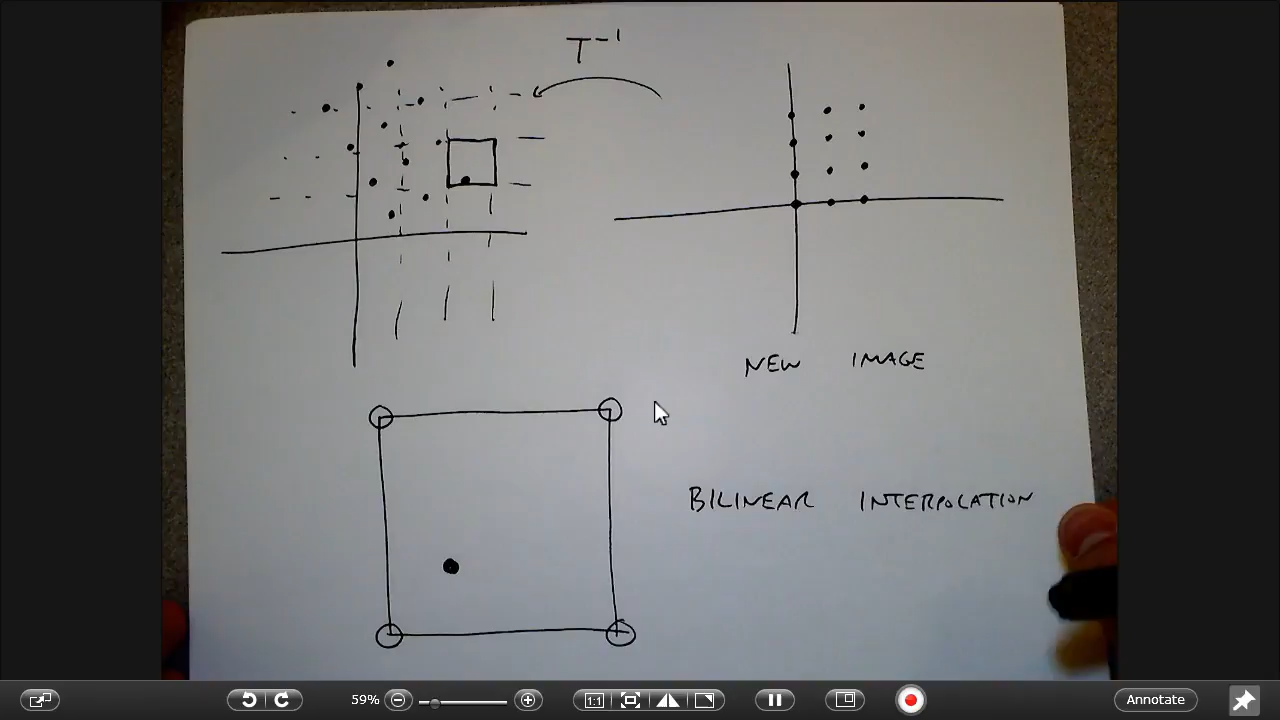 T⁻¹
NEW IMAGE
BILINEAR INTERPOLATION
59%
1:1
Annotate